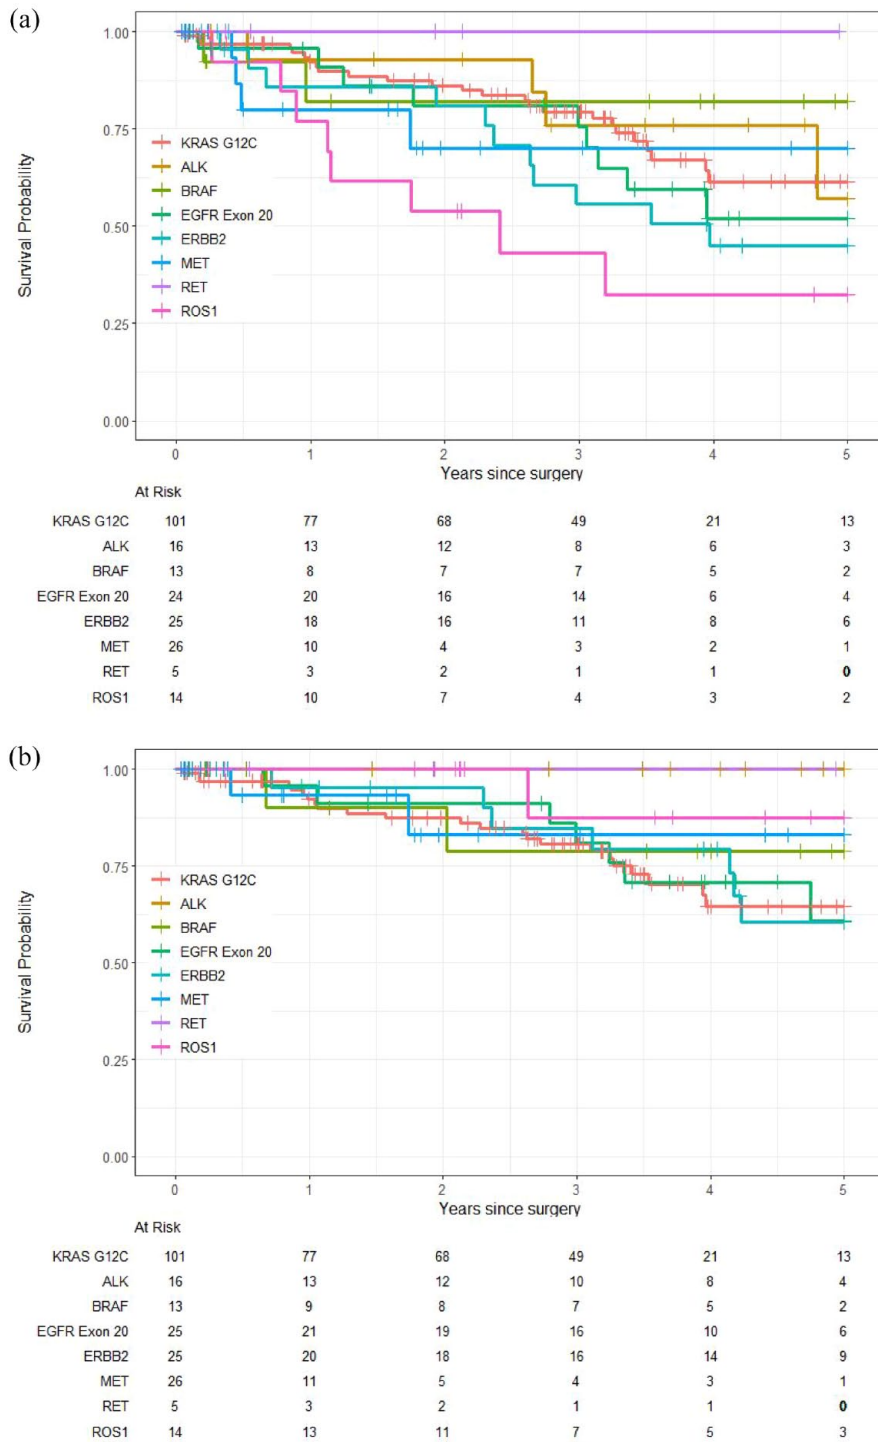 (a)
1.00
0.75
0.50
0.25
0.00
Survival Probability
KRAS G12C
ALK
BRAF
EGFR Exon 20
ERBB2
MET
RET
ROS1
0 1 2 3 4 5
Years since surgery
At Risk
KRAS G12C 101 77 68 49 21 13
ALK 16 13 12 8 6 3
BRAF 13 8 7 7 5 2
EGFR Exon 20 24 20 16 14 6 4
ERBB2 25 18 16 11 8 6
MET 26 10 4 3 2 1
RET 5 3 2 1 1 0
ROS1 14 10 7 4 3 2
(b)
1.00
0.75
0.50
0.25
0.00
Survival Probability
KRAS G12C
ALK
BRAF
EGFR Exon 20
ERBB2
MET
RET
ROS1
0 1 2 3 4 5
Years since surgery
At Risk
KRAS G12C 101 77 68 49 21 13
ALK 16 13 12 10 8 4
BRAF 13 9 8 7 5 2
EGFR Exon 20 25 21 19 16 10 6
ERBB2 25 20 18 16 14 9
MET 26 11 5 4 3 1
RET 5 3 2 1 1 0
ROS1 14 13 11 7 5 3